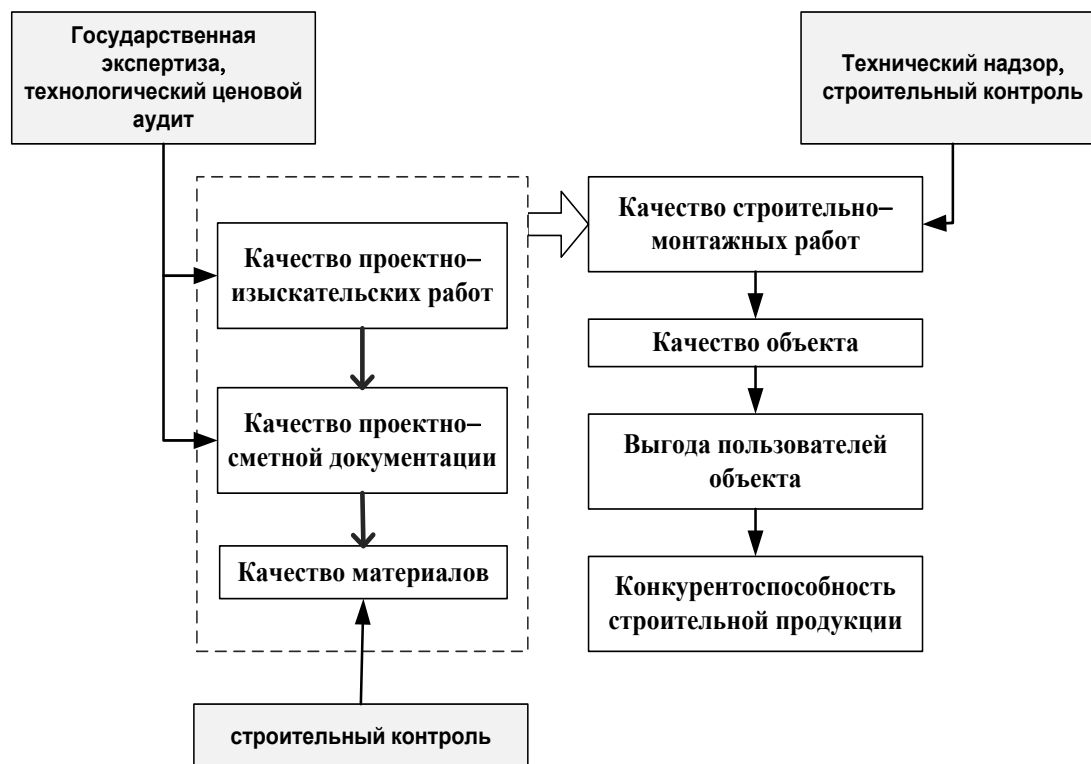 Государственная
экспертиза,
технологический ценовой
аудит
Технический надзор,
строительный контроль
Качество проектно–
изыскательских работ
Качество проектно–
сметной документации
Качество материалов
строительный контроль
Качество строительно–
монтажных работ
Качество объекта
Выгода пользователей
объекта
Конкурентоспособность
строительной продукции